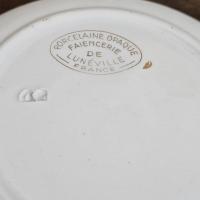 PORCELAINE OPAQUE
FAIENCERIE
DE
LUNÉVILLE
FRANCE